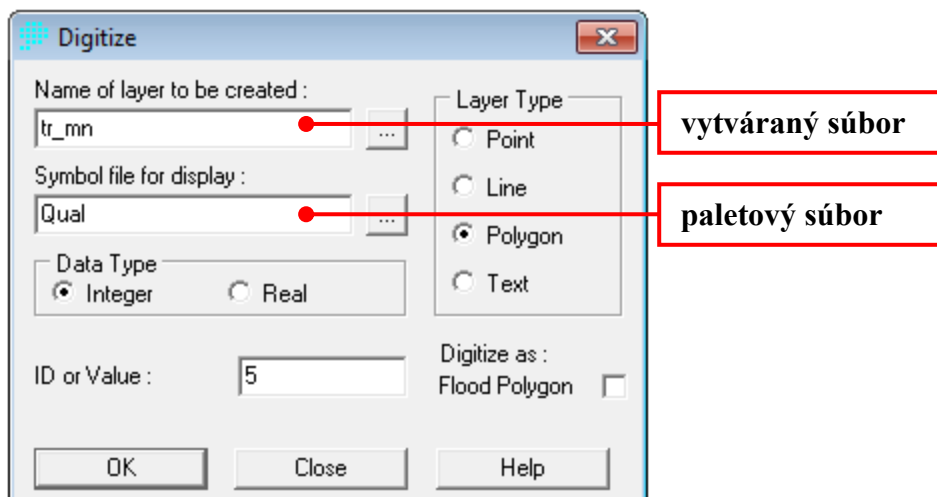 Digitize
Name of layer to be created :
tr_mn
...
Symbol file for display :
Qual
...
Data Type
Integer
Real
ID or Value :
5
Layer Type
Point
Line
Polygon
Text
Digitize as :
Flood Polygon
OK
Close
Help
vytváraný súbor
paletový súbor